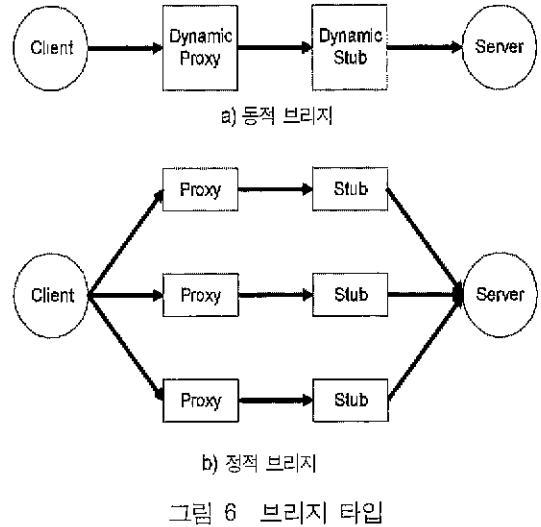 Client
Dynamic
Proxy
Dynamic
Stub
Server
a) 동적 브리지
Proxy
Stub
Client
Proxy
Stub
Server
Proxy
Stub
b) 정적 브리지
그림 6 브리지 타입